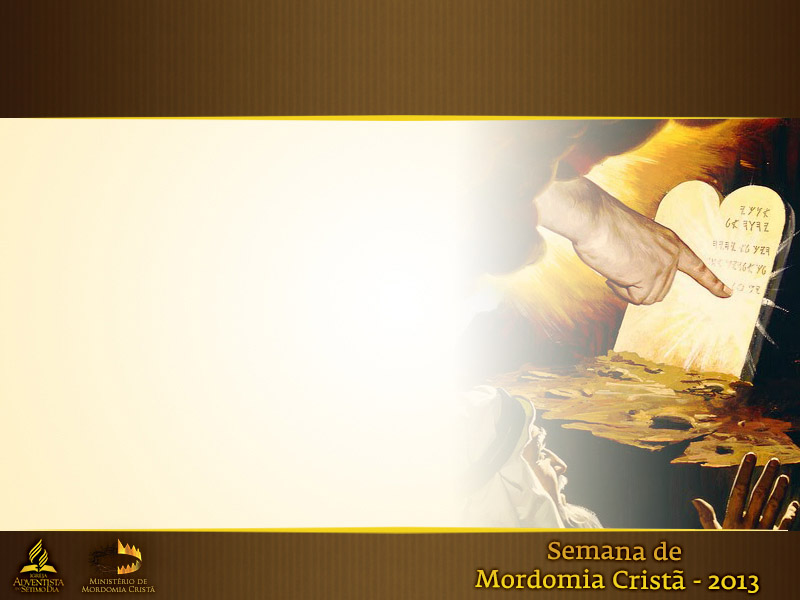 IGREJA
ADVENTISTA
DO SÉTIMO DIA
MINISTÉRIO DE
MORDOMIA CRISTÃ
Semana de
Mordomia Cristã - 2013